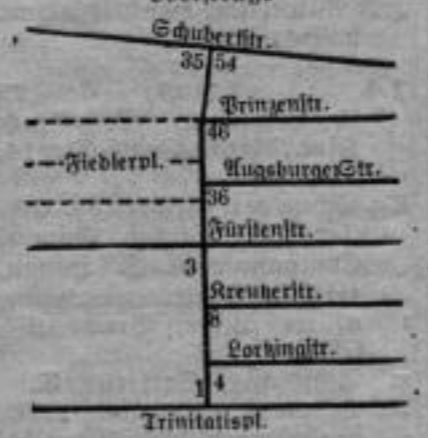 Schubertstr.
35 54
Prinzenstr.
46
Fiedlerpl.
Augsburger Str.
36
Fürstenstr.
3
Kreutzerstr.
8
Lortzingstr.
1 4
Trinitatispl.